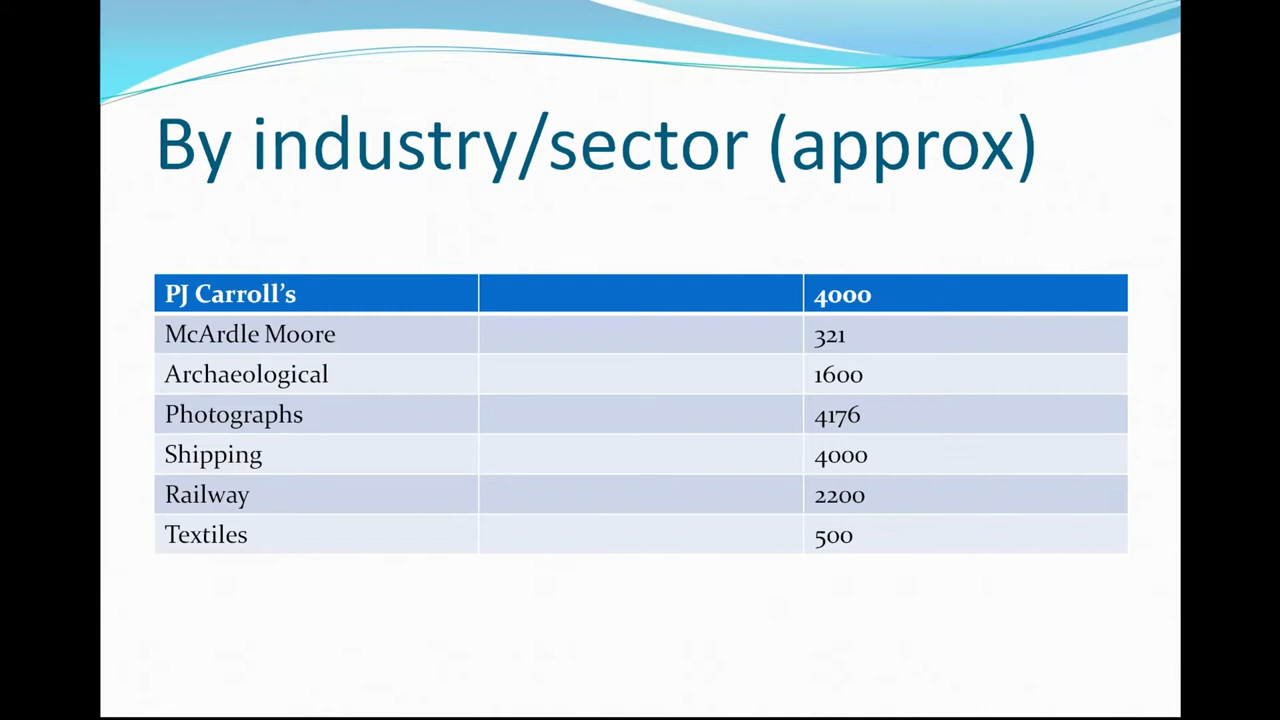 By industry/sector (approx)
PJ Carroll’s 4000
McArdle Moore 321
Archaeological 1600
Photographs 4176
Shipping 4000
Railway 2200
Textiles 500